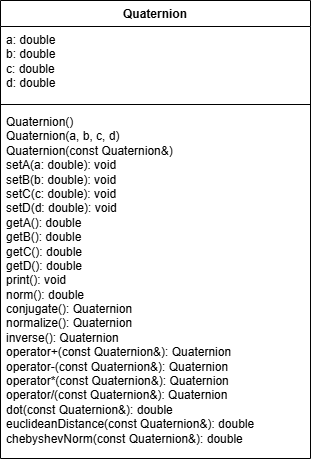 Quaternion
a: double
b: double
c: double
d: double
Quaternion()
Quaternion(a, b, c, d)
Quaternion(const Quaternion&)
setA(a: double): void
setB(b: double): void
setC(c: double): void
setD(d: double): void
getA(): double
getB(): double
getC(): double
getD(): double
print(): void
norm(): double
conjugate(): Quaternion
normalize(): Quaternion
inverse(): Quaternion
operator+(const Quaternion&): Quaternion
operator-(const Quaternion&): Quaternion
operator*(const Quaternion&): Quaternion
operator/(const Quaternion&): Quaternion
dot(const Quaternion&): double
euclideanDistance(const Quaternion&): double
chebyshevNorm(const Quaternion&): double